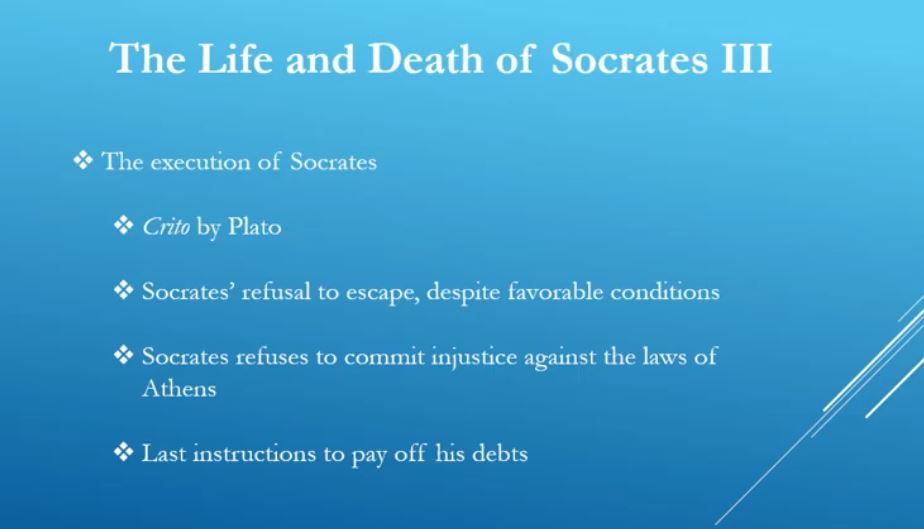 The Life and Death of Socrates III
❖ The execution of Socrates
❖ Crito by Plato
❖ Socrates’ refusal to escape, despite favorable conditions
❖ Socrates refuses to commit injustice against the laws of
Athens
❖ Last instructions to pay off his debts